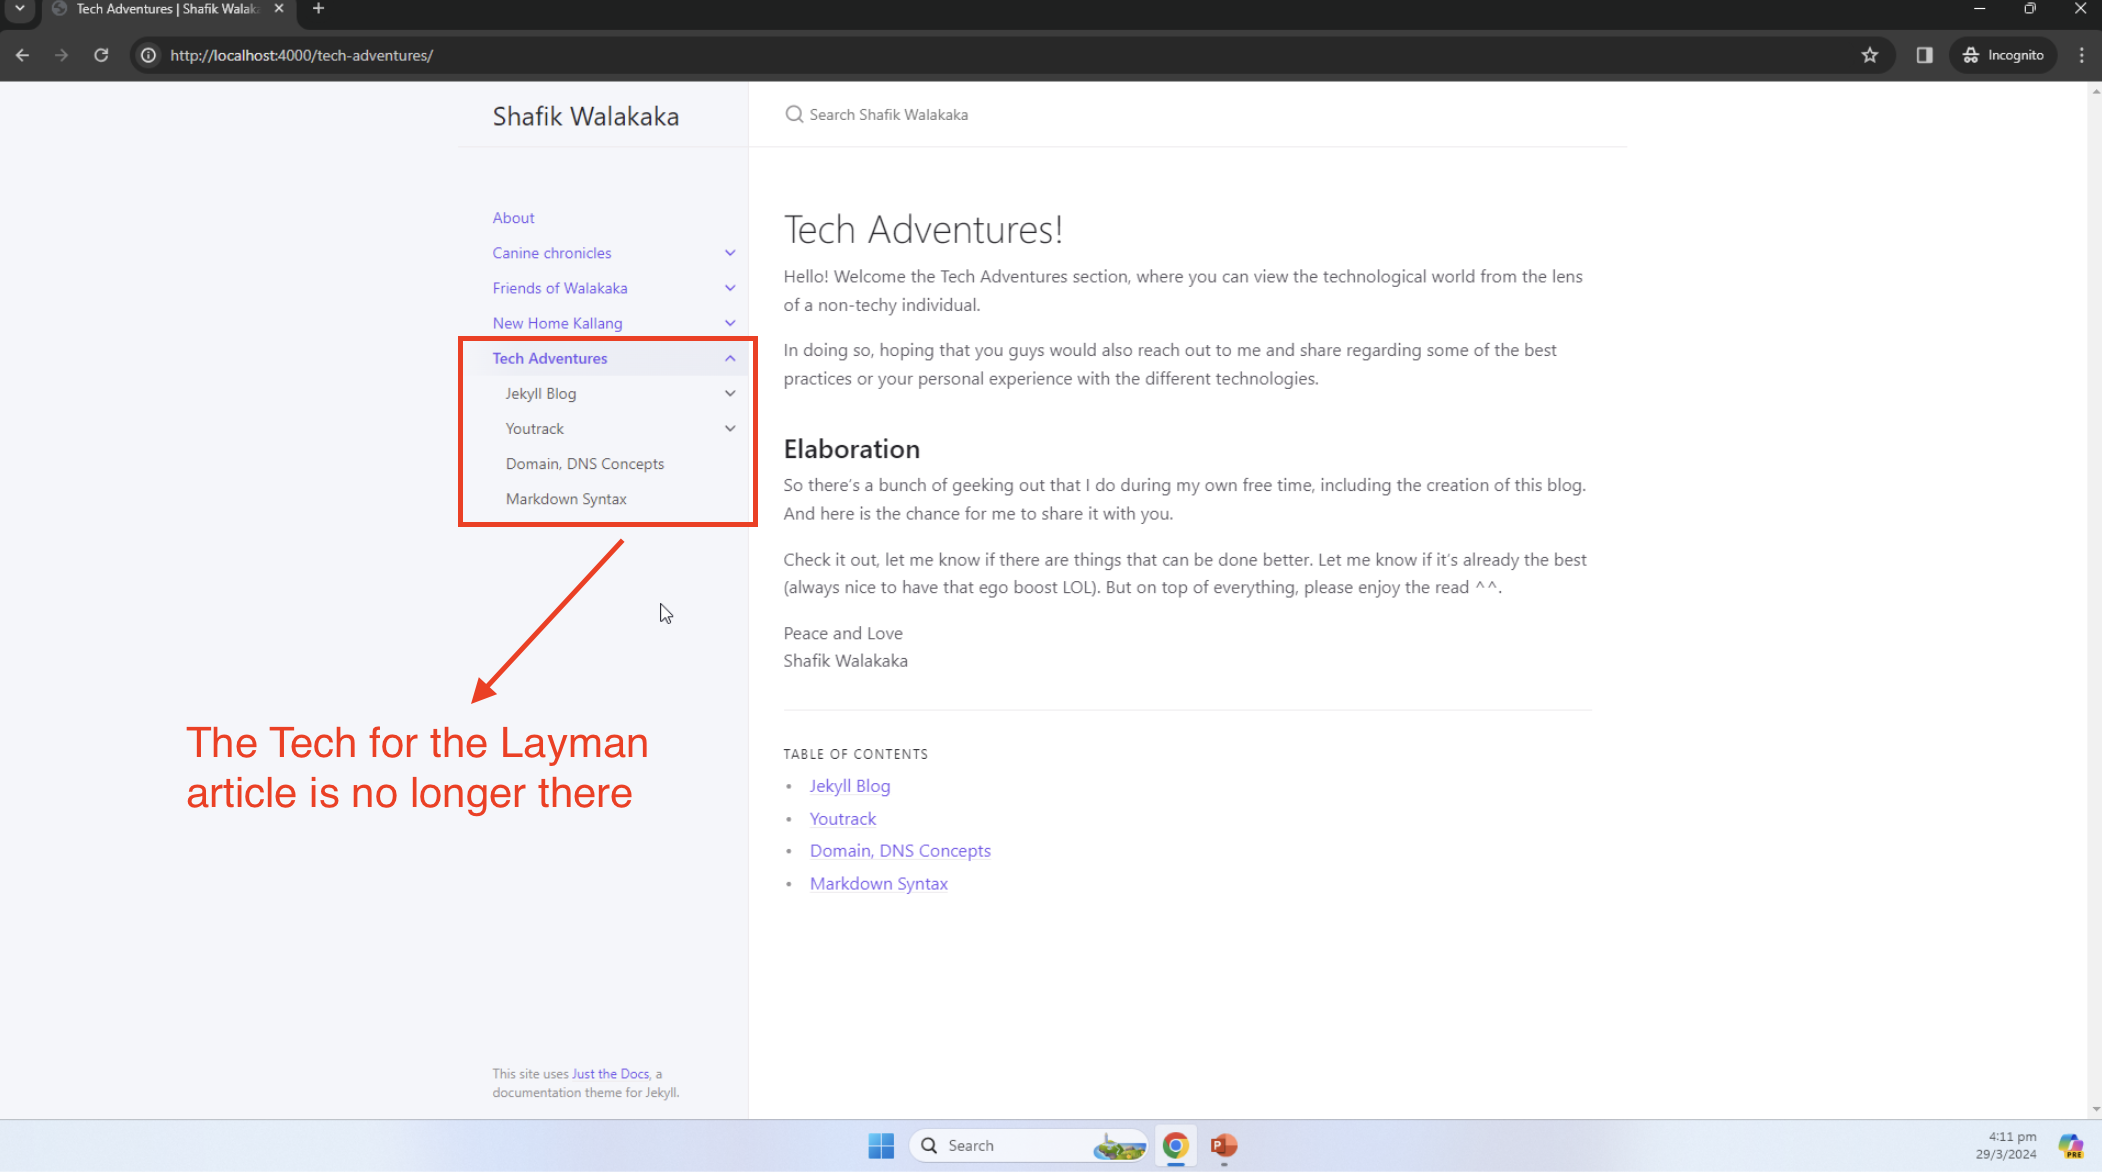 Tech Adventures | Shafik Walak
http://localhost:4000/tech-adventures/
Incognito
Shafik Walakaka
Search Shafik Walakaka
About
Canine chronicles
Friends of Walakaka
New Home Kallang
Tech Adventures
Jekyll Blog
Youtrack
Domain, DNS Concepts
Markdown Syntax
The Tech for the Layman
article is no longer there
This site uses Just the Docs, a
documentation theme for Jekyll.
Tech Adventures!
Hello! Welcome the Tech Adventures section, where you can view the technological world from the lens
of a non-techy individual.
In doing so, hoping that you guys would also reach out to me and share regarding some of the best
practices or your personal experience with the different technologies.
Elaboration
So there's a bunch of geeking out that I do during my own free time, including the creation of this blog.
And here is the chance for me to share it with you.
Check it out, let me know if there are things that can be done better. Let me know if it's already the best
(always nice to have that ego boost LOL). But on top of everything, please enjoy the read ^^.
Peace and Love
Shafik Walakaka
TABLE OF CONTENTS
Jekyll Blog
Youtrack
Domain, DNS Concepts
Markdown Syntax
Search
P
4:11 pm
29/3/2024
PRE